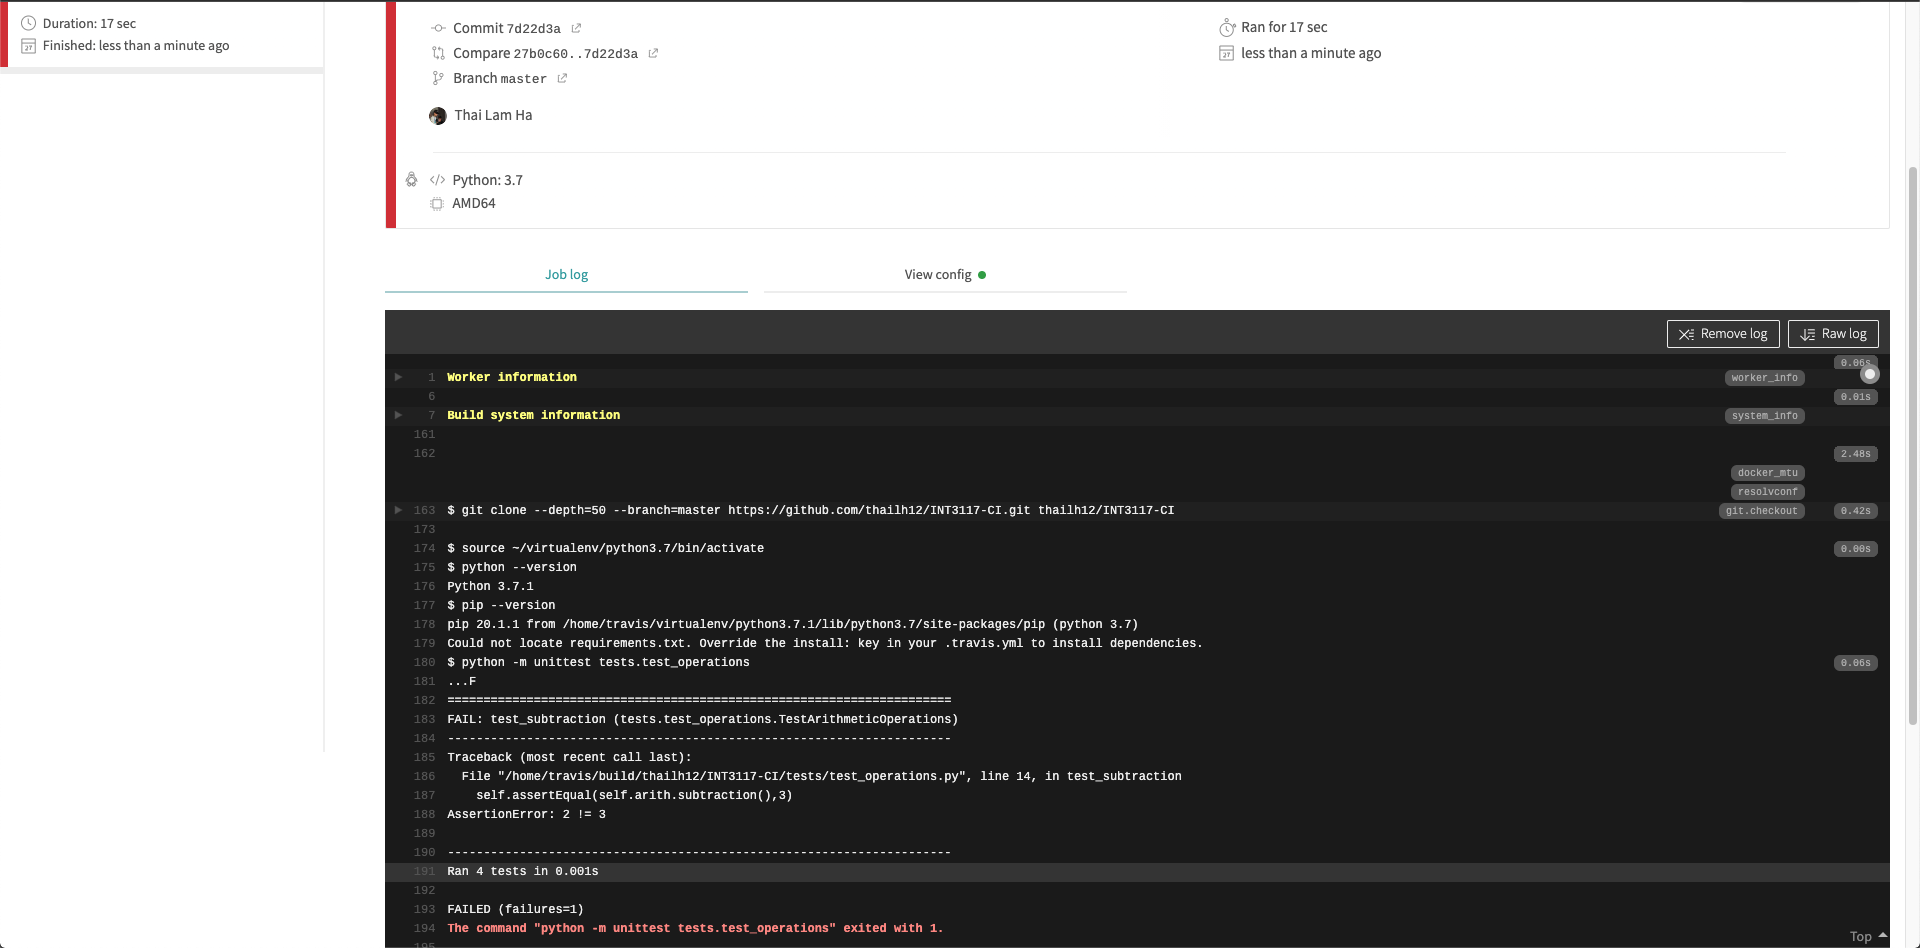 Duration: 17 sec
Finished: less than a minute ago
Commit 7d22d3a
Compare 27b0c60..7d22d3a
Branch master
Thai Lam Ha
Ran for 17 sec
less than a minute ago
Python: 3.7
AMD64
Job log
View config
Remove log
Raw log
0.06s
1 Worker information worker_info
6 0.01s
7 Build system information system_info
161
162 2.48s
docker_mtu
resolvconf
163 $ git clone --depth=50 --branch=master https://github.com/thailh12/INT3117-CI.git thailh12/INT3117-CI git.checkout 0.42s
173
174 $ source ~/virtualenv/python3.7/bin/activate 0.00s
175 $ python --version
176 Python 3.7.1
177 $ pip --version
178 pip 20.1.1 from /home/travis/virtualenv/python3.7.1/lib/python3.7/site-packages/pip (python 3.7)
179 Could not locate requirements.txt. Override the install: key in your .travis.yml to install dependencies.
180 $ python -m unittest tests.test_operations 0.06s
181 ...F
182 ======================================================================
183 FAIL: test_subtraction (tests.test_operations.TestArithmeticOperations)
184 ----------------------------------------------------------------------
185 Traceback (most recent call last):
186 File "/home/travis/build/thailh12/INT3117-CI/tests/test_operations.py", line 14, in test_subtraction
187 self.assertEqual(self.arith.subtraction(),3)
188 AssertionError: 2 != 3
189
190 ----------------------------------------------------------------------
191 Ran 4 tests in 0.001s
192
193 FAILED (failures=1)
194 The command "python -m unittest tests.test_operations" exited with 1.
195
Top